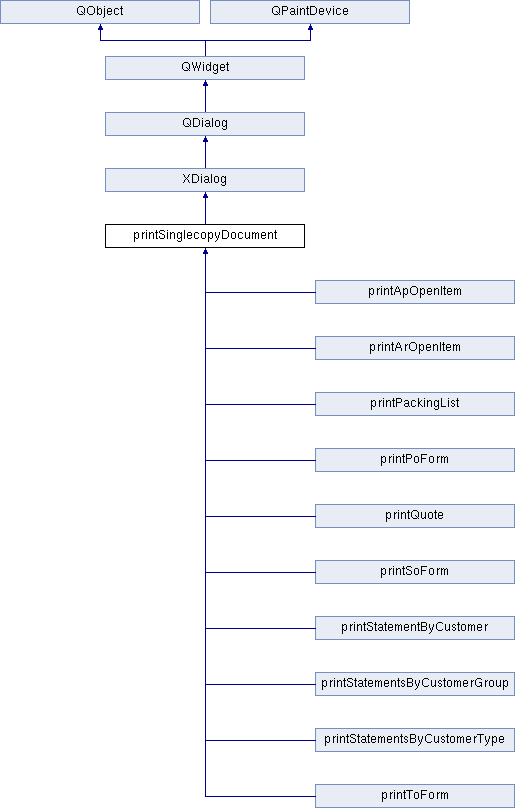 QObject
QPaintDevice
QWidget
QDialog
XDialog
printSinglecopyDocument
printApOpenItem
printArOpenItem
printPackingList
printPoForm
printQuote
printSoForm
printStatementByCustomer
printStatementsByCustomerGroup
printStatementsByCustomerType
printToForm